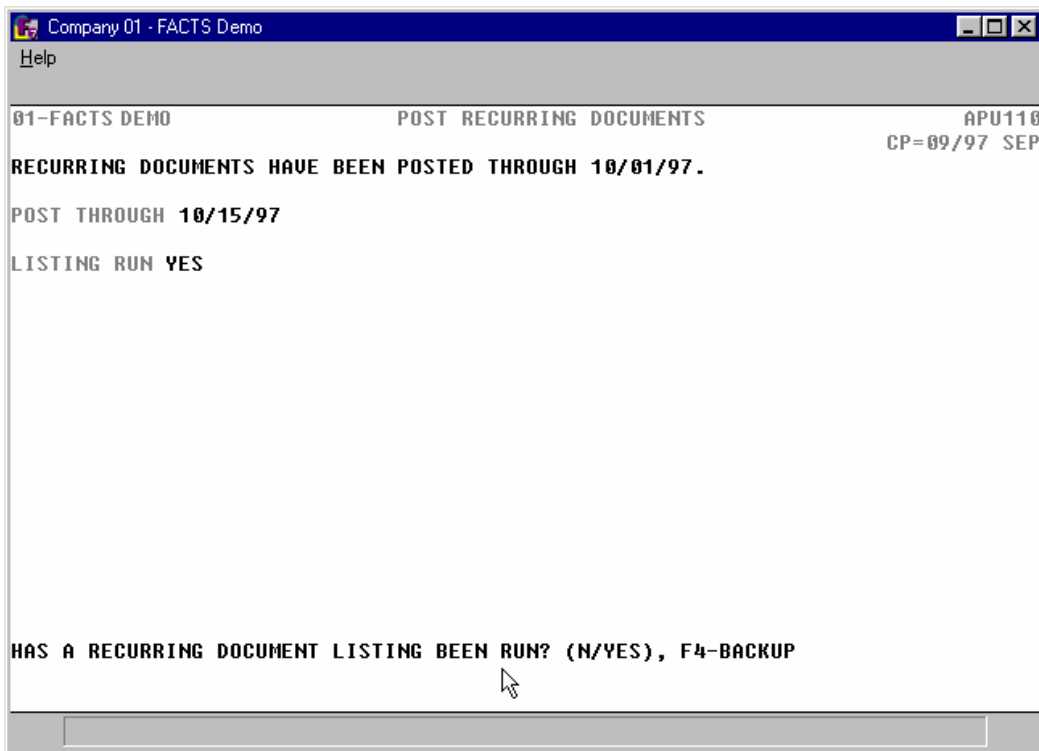 Company 01 - FACTS Demo
Help
01-FACTS DEMO POST RECURRING DOCUMENTS APU110
CP=09/97 SEP
RECURRING DOCUMENTS HAVE BEEN POSTED THROUGH 10/01/97.
POST THROUGH 10/15/97
LISTING RUN YES
HAS A RECURRING DOCUMENT LISTING BEEN RUN? (N/YES), F4-BACKUP